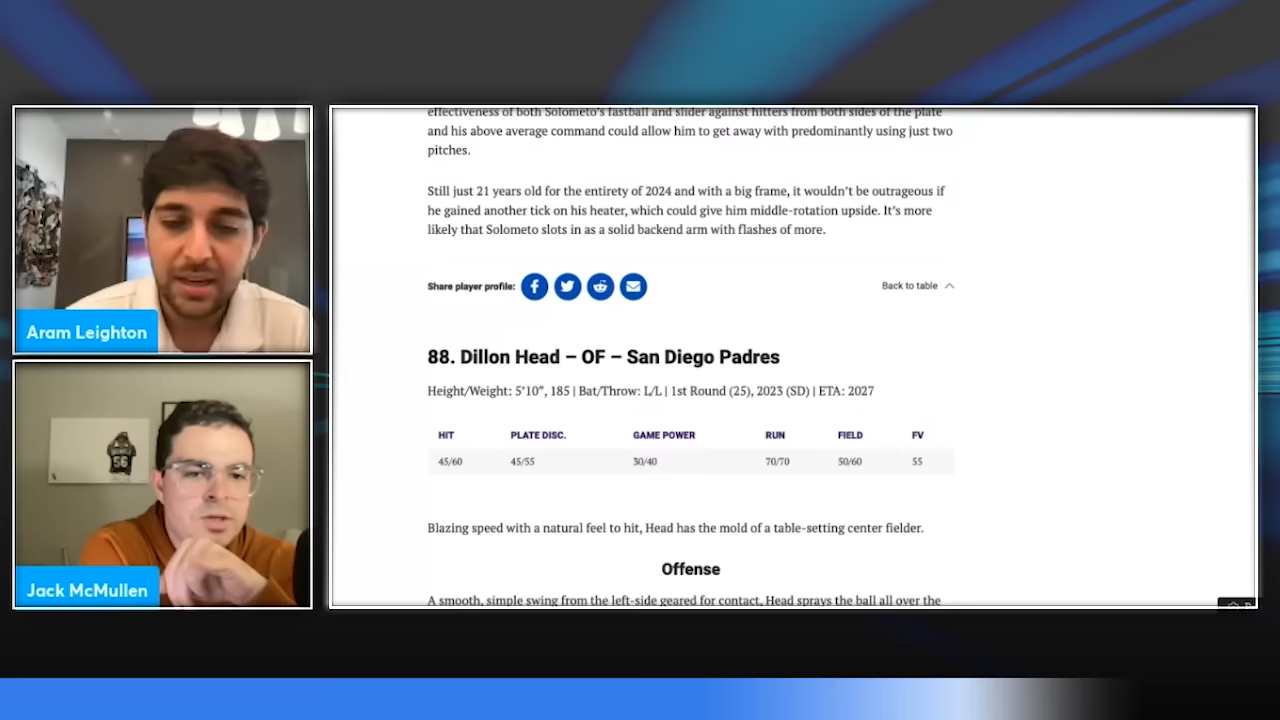 effectiveness of both Solometo's fastball and slider against hitters from both sides of the plate
and his above average command could allow him to get away with predominantly using just two
pitches.
Still just 21 years old for the entirety of 2024 and with a big frame, it wouldn't be outrageous if
he gained another tick on his heater, which could give him middle-rotation upside. It's more
likely that Solometo slots in as a solid backend arm with flashes of more.
Share player profile:
Back to table
88. Dillon Head – OF – San Diego Padres
Height/Weight: 5'10", 185 | Bat/Throw: L/L | 1st Round (25), 2023 (SD) | ETA: 2027
HIT PLATE DISC. GAME POWER RUN FIELD FV
45/60 45/55 30/40 70/70 50/60 55
Blazing speed with a natural feel to hit, Head has the mold of a table-setting center fielder.
Offense
A smooth, simple swing from the left-side geared for contact, Head sprays the ball all over the
Aram Leighton
56
Jack McMullen